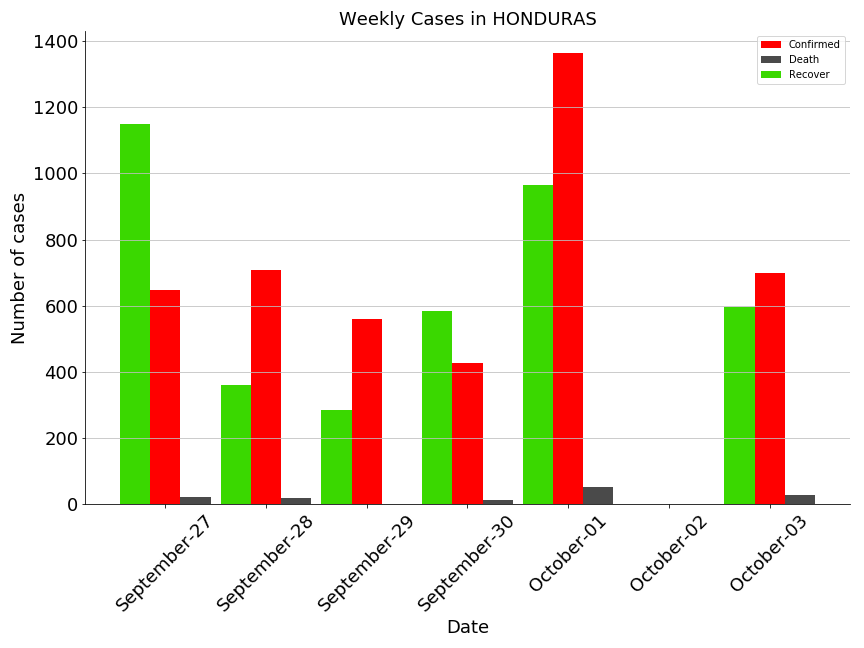 Weekly Cases in HONDURAS
Confirmed
Death
Recover
Number of cases
1400
1200
1000
800
600
400
200
0
September-27
September-28
September-29
September-30
October-01
October-02
October-03
Date